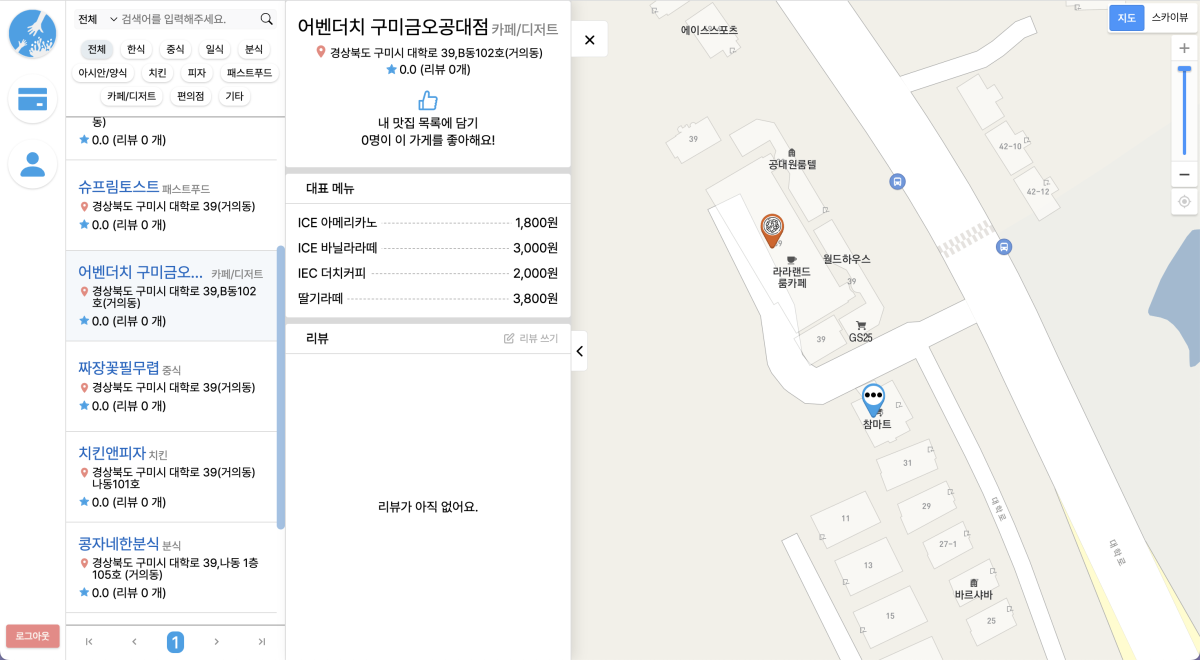 전체
검색어를 입력해주세요.
전체
한식
중식
일식
분식
아시안/양식
치킨
피자
패스트푸드
카페/디저트
편의점
기타
동)
0.0 (리뷰 0 개)
슈프림토스트 패스트푸드
경상북도 구미시 대학로 39(거의동)
0.0 (리뷰 0 개)
어벤더치 구미금오... 카페/디저트
경상북도 구미시 대학로 39,B동102
호(거의동)
0.0 (리뷰 0 개)
짜장꽃필무렵 중식
경상북도 구미시 대학로 39(거의동)
0.0 (리뷰 0 개)
치킨앤피자 치킨
경상북도 구미시 대학로 39(거의동)
나동101호
0.0 (리뷰 0 개)
콩자네한분식 분식
경상북도 구미시 대학로 39,나동 1층
105호 (거의동)
0.0 (리뷰 0 개)
로그아웃
1
어벤더치 구미금오공대점 카페/디저트
경상북도 구미시 대학로 39,B동102호(거의동)
0.0 (리뷰 0개)
내 맛집 목록에 담기
0명이 이 가게를 좋아해요!
대표 메뉴
ICE 아메리카노 1,800원
ICE 바닐라라떼 3,000원
IEC 더치커피 2,000원
딸기라떼 3,800원
리뷰
리뷰 쓰기
리뷰가 아직 없어요.
지도
스카이뷰
에이스스포츠
39
공대원룸텔
42-10
42-12
라라랜드
룸카페
월드하우스
39
39
GS25
참마트
31
29
11
27-1
13
바르샤바
15
25
대학로
대학로